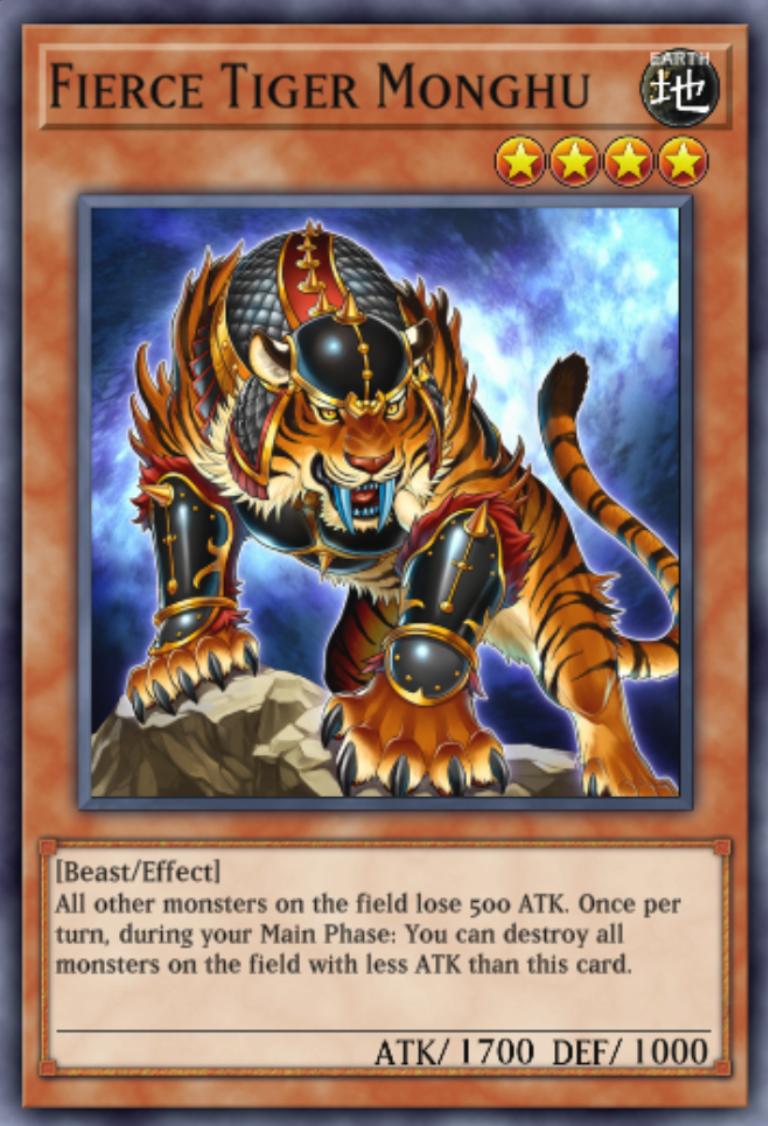 Fierce Tiger Monghu
EARTH
地
[Beast/Effect]
All other monsters on the field lose 500 ATK. Once per
turn, during your Main Phase: You can destroy all
monsters on the field with less ATK than this card.
ATK/ 1700 DEF/ 1000